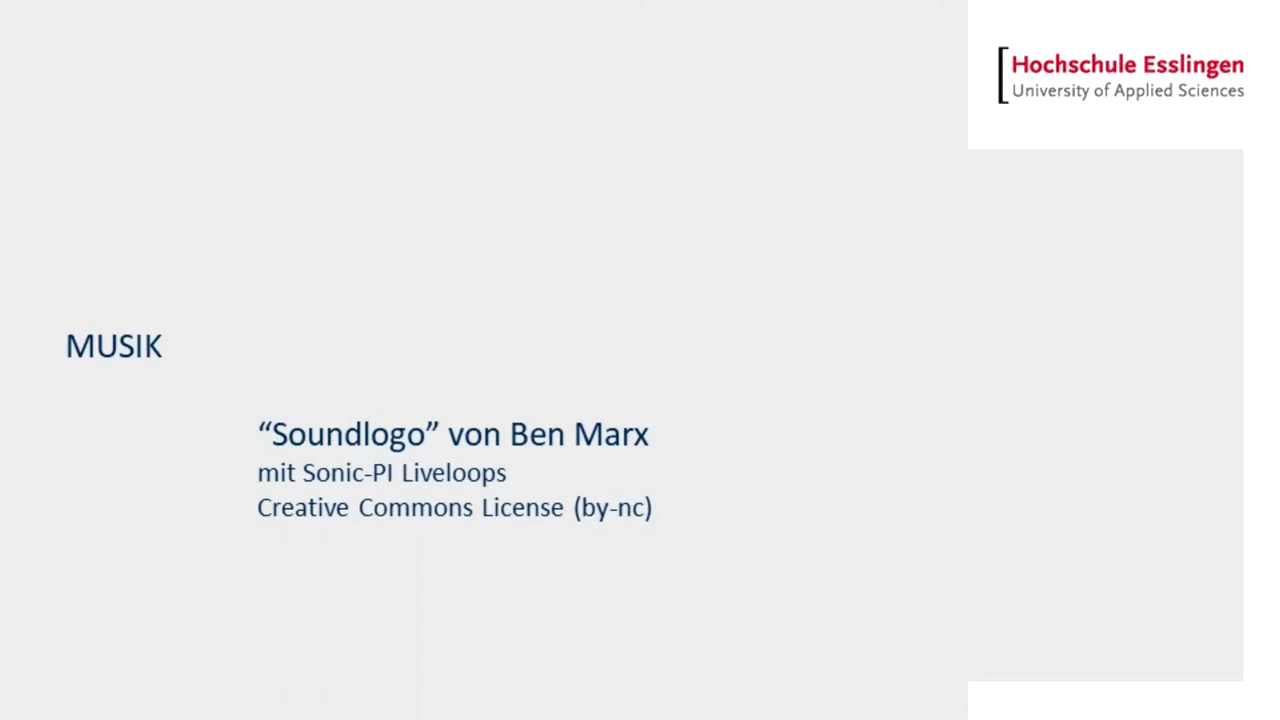 Hochschule Esslingen
University of Applied Sciences
MUSIK
“Soundlogo” von Ben Marx
mit Sonic-PI Liveloops
Creative Commons License (by-nc)